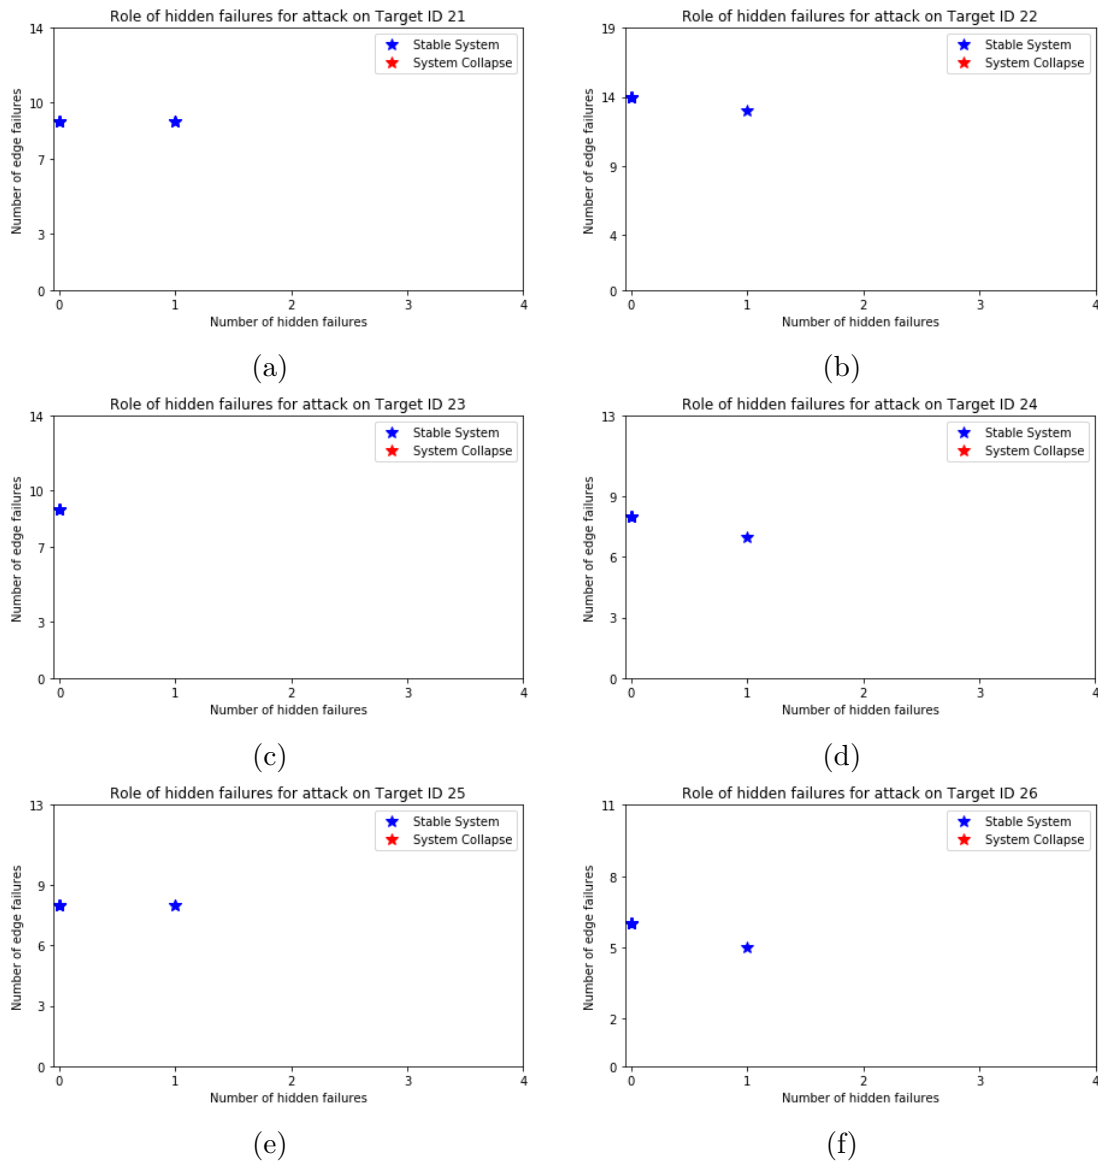 Role of hidden failures for attack on Target ID 21
14
10
7
3
0
Number of edge failures
Stable System
System Collapse
0 1 2 3 4
Number of hidden failures
(a)
Role of hidden failures for attack on Target ID 22
19
14
9
4
0
Number of edge failures
Stable System
System Collapse
0 1 2 3 4
Number of hidden failures
(b)
Role of hidden failures for attack on Target ID 23
14
10
7
3
0
Number of edge failures
Stable System
System Collapse
0 1 2 3 4
Number of hidden failures
(c)
Role of hidden failures for attack on Target ID 24
13
9
6
3
0
Number of edge failures
Stable System
System Collapse
0 1 2 3 4
Number of hidden failures
(d)
Role of hidden failures for attack on Target ID 25
13
9
6
3
0
Number of edge failures
Stable System
System Collapse
0 1 2 3 4
Number of hidden failures
(e)
Role of hidden failures for attack on Target ID 26
11
8
5
2
0
Number of edge failures
Stable System
System Collapse
0 1 2 3 4
Number of hidden failures
(f)